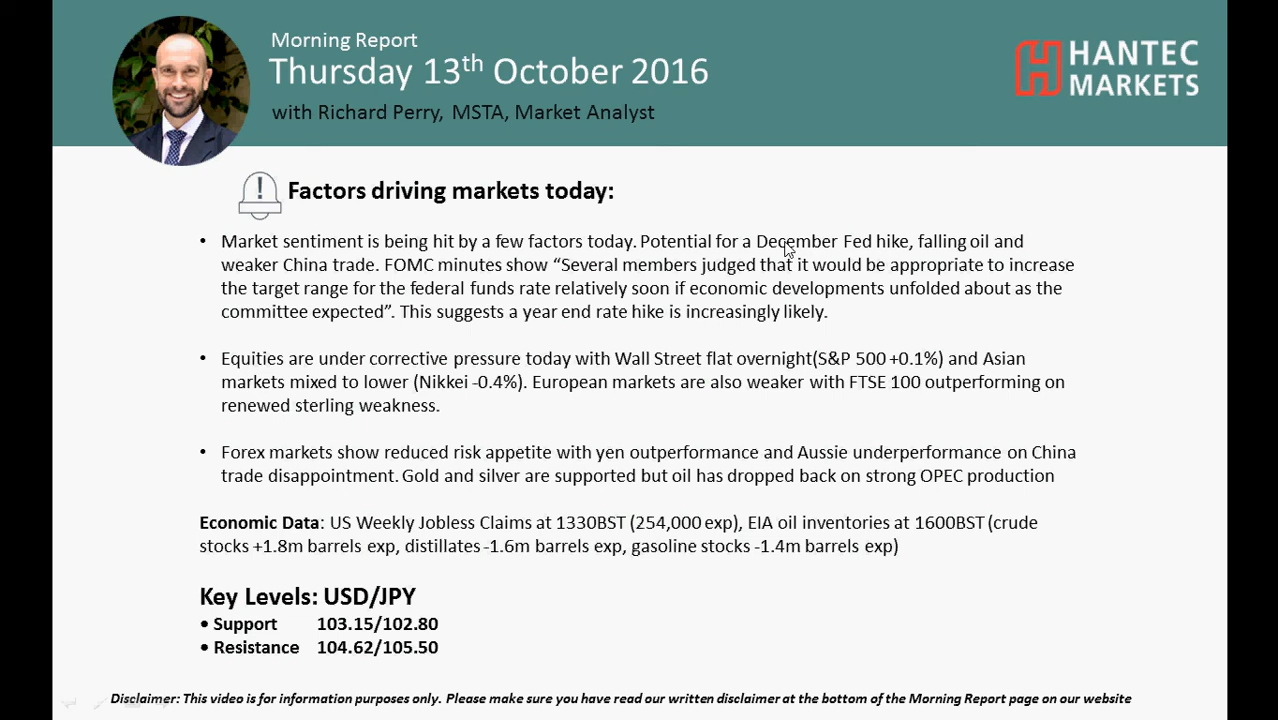 Morning Report
Thursday 13th October 2016
with Richard Perry, MSTA, Market Analyst
HANTEC
MARKETS
Factors driving markets today:
• Market sentiment is being hit by a few factors today. Potential for a December Fed hike, falling oil and
weaker China trade. FOMC minutes show “Several members judged that it would be appropriate to increase
the target range for the federal funds rate relatively soon if economic developments unfolded about as the
committee expected”. This suggests a year end rate hike is increasingly likely.
• Equities are under corrective pressure today with Wall Street flat overnight(S&P 500 +0.1%) and Asian
markets mixed to lower (Nikkei -0.4%). European markets are also weaker with FTSE 100 outperforming on
renewed sterling weakness.
• Forex markets show reduced risk appetite with yen outperformance and Aussie underperformance on China
trade disappointment. Gold and silver are supported but oil has dropped back on strong OPEC production
Economic Data: US Weekly Jobless Claims at 1330BST (254,000 exp), EIA oil inventories at 1600BST (crude
stocks +1.8m barrels exp, distillates -1.6m barrels exp, gasoline stocks -1.4m barrels exp)
Key Levels: USD/JPY
• Support 103.15/102.80
• Resistance 104.62/105.50
Disclaimer: This video is for information purposes only. Please make sure you have read our written disclaimer at the bottom of the Morning Report page on our website